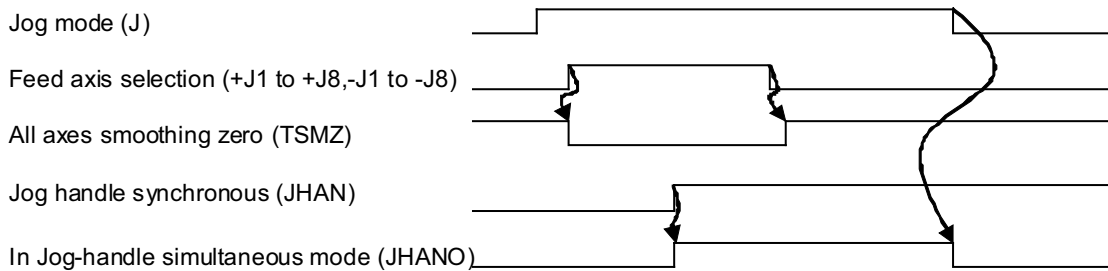 Jog mode (J)
Feed axis selection (+J1 to +J8,-J1 to -J8)
All axes smoothing zero (TSMZ)
Jog handle synchronous (JHAN)
In Jog-handle simultaneous mode (JHANO)